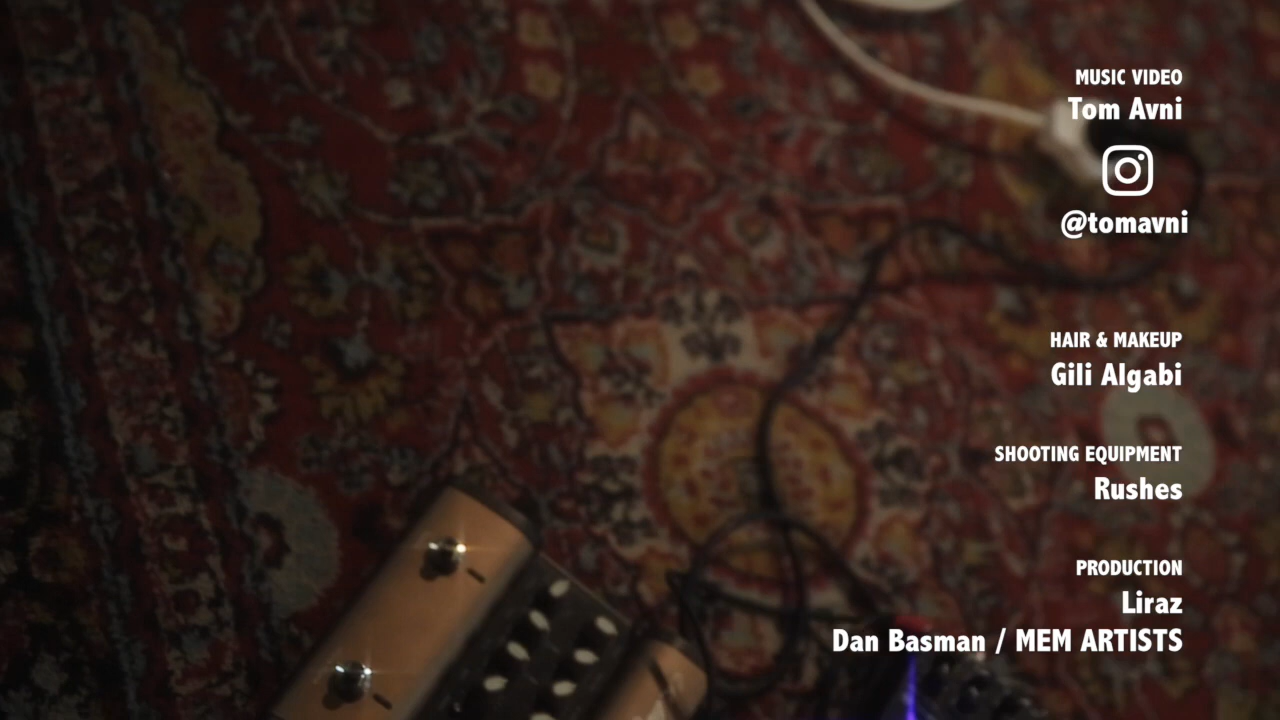 MUSIC VIDEO
Tom Avni
@tomavni
HAIR & MAKEUP
Gili Algabi
SHOOTING EQUIPMENT
Rushes
PRODUCTION
Liraz
Dan Basman / MEM ARTISTS